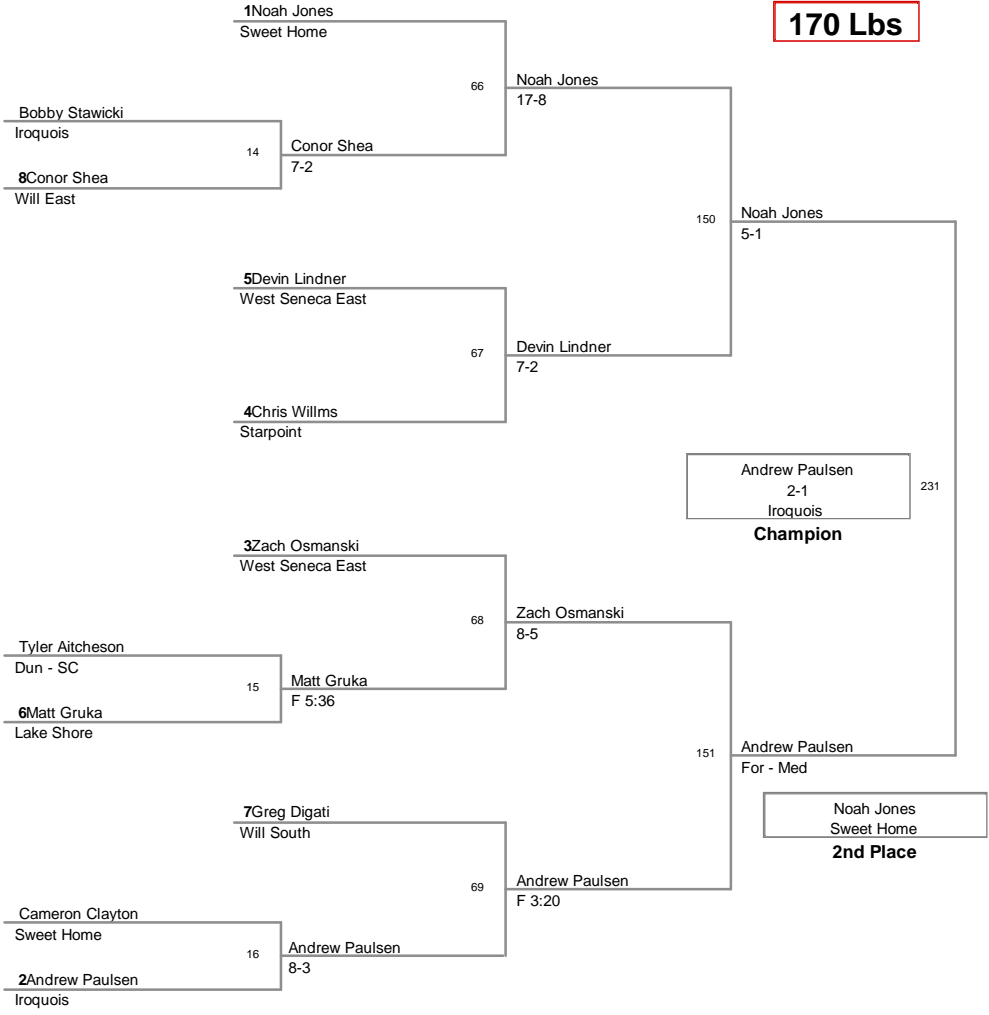 1Noah Jones
Sweet Home
170 Lbs
66
Noah Jones
17-8
Bobby Stawicki
Iroquois
14
Conor Shea
7-2
8Conor Shea
Will East
150
Noah Jones
5-1
5Devin Lindner
West Seneca East
67
Devin Lindner
7-2
4Chris Willms
Starpoint
Andrew Paulsen
2-1
Iroquois
231
Champion
3Zach Osmanski
West Seneca East
68
Zach Osmanski
8-5
Tyler Aitcheson
Dun - SC
15
Matt Gruka
F 5:36
6Matt Gruka
Lake Shore
151
Andrew Paulsen
For - Med
Noah Jones
Sweet Home
2nd Place
7Greg Digati
Will South
69
Andrew Paulsen
F 3:20
Cameron Clayton
Sweet Home
16
Andrew Paulsen
8-3
2Andrew Paulsen
Iroquois